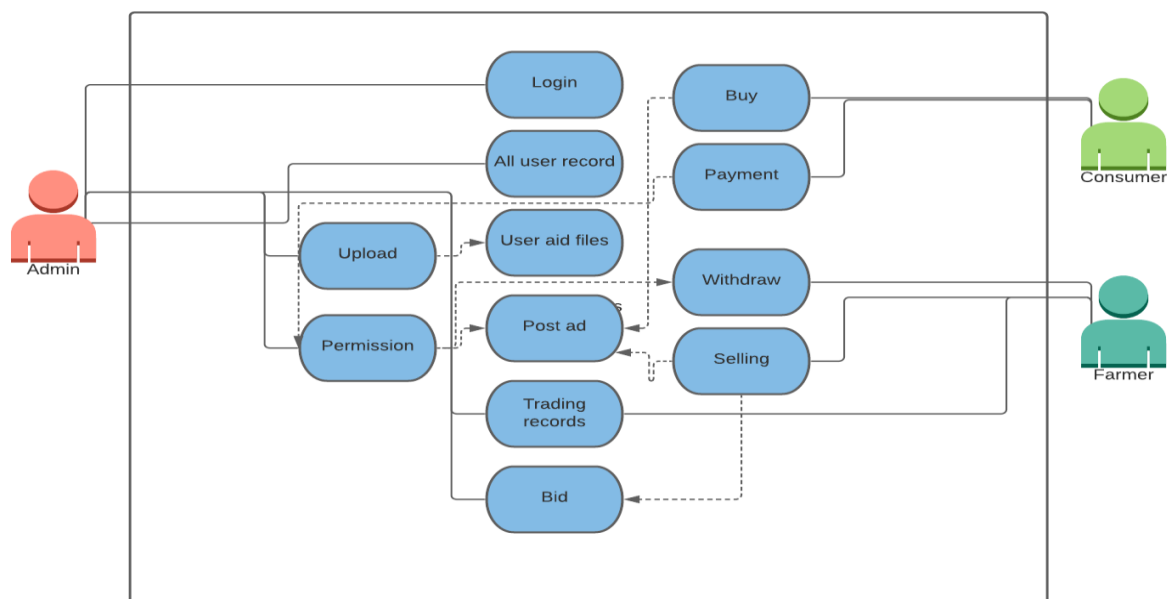 Login
Buy
All user record
Payment
Consumer
Upload
User aid files
Admin
Withdraw
Post ad
s
Permission
Selling
Farmer
Trading
records
Bid